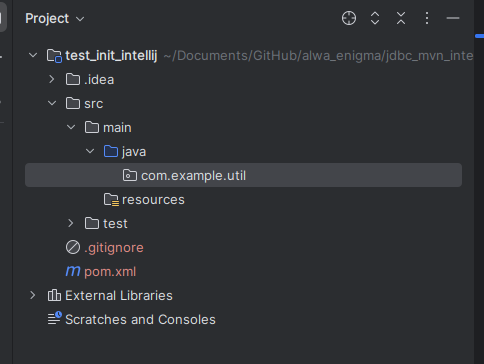 Project
test_init_intellij ~/Documents/GitHub/alwa_enigma/jdbc_mvn_inte
.idea
src
main
java
com.example.util
resources
test
.gitignore
m pom.xml
External Libraries
Scratches and Consoles